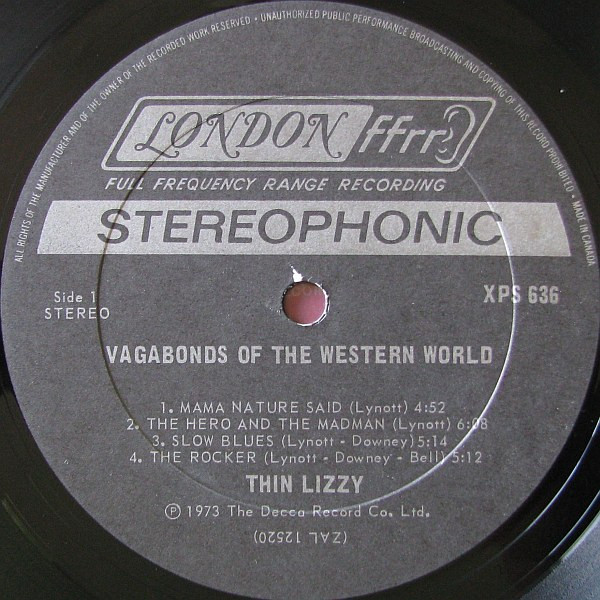 ALL RIGHTS OF THE MANUFACTURER AND OF THE OWNER OF THE RECORDED WORK RESERVED • UNAUTHORIZED PUBLIC PERFORMANCE BROADCASTING AND COPYING OF THIS RECORD PROHIBITED • MADE IN CANADA
LONDON ffrr
FULL FREQUENCY RANGE RECORDING
STEREOPHONIC
Side 1 XPS 636
STEREO
VAGABONDS OF THE WESTERN WORLD
1. MAMA NATURE SAID (Lynott) 4:52
2. THE HERO AND THE MADMAN (Lynott) 6:08
3. SLOW BLUES (Lynott - Downey) 5:14
4. THE ROCKER (Lynott - Downey - Bell) 5:12
THIN LIZZY
Ⓟ 1973 The Decca Record Co. Ltd.
(ZAL 12520)